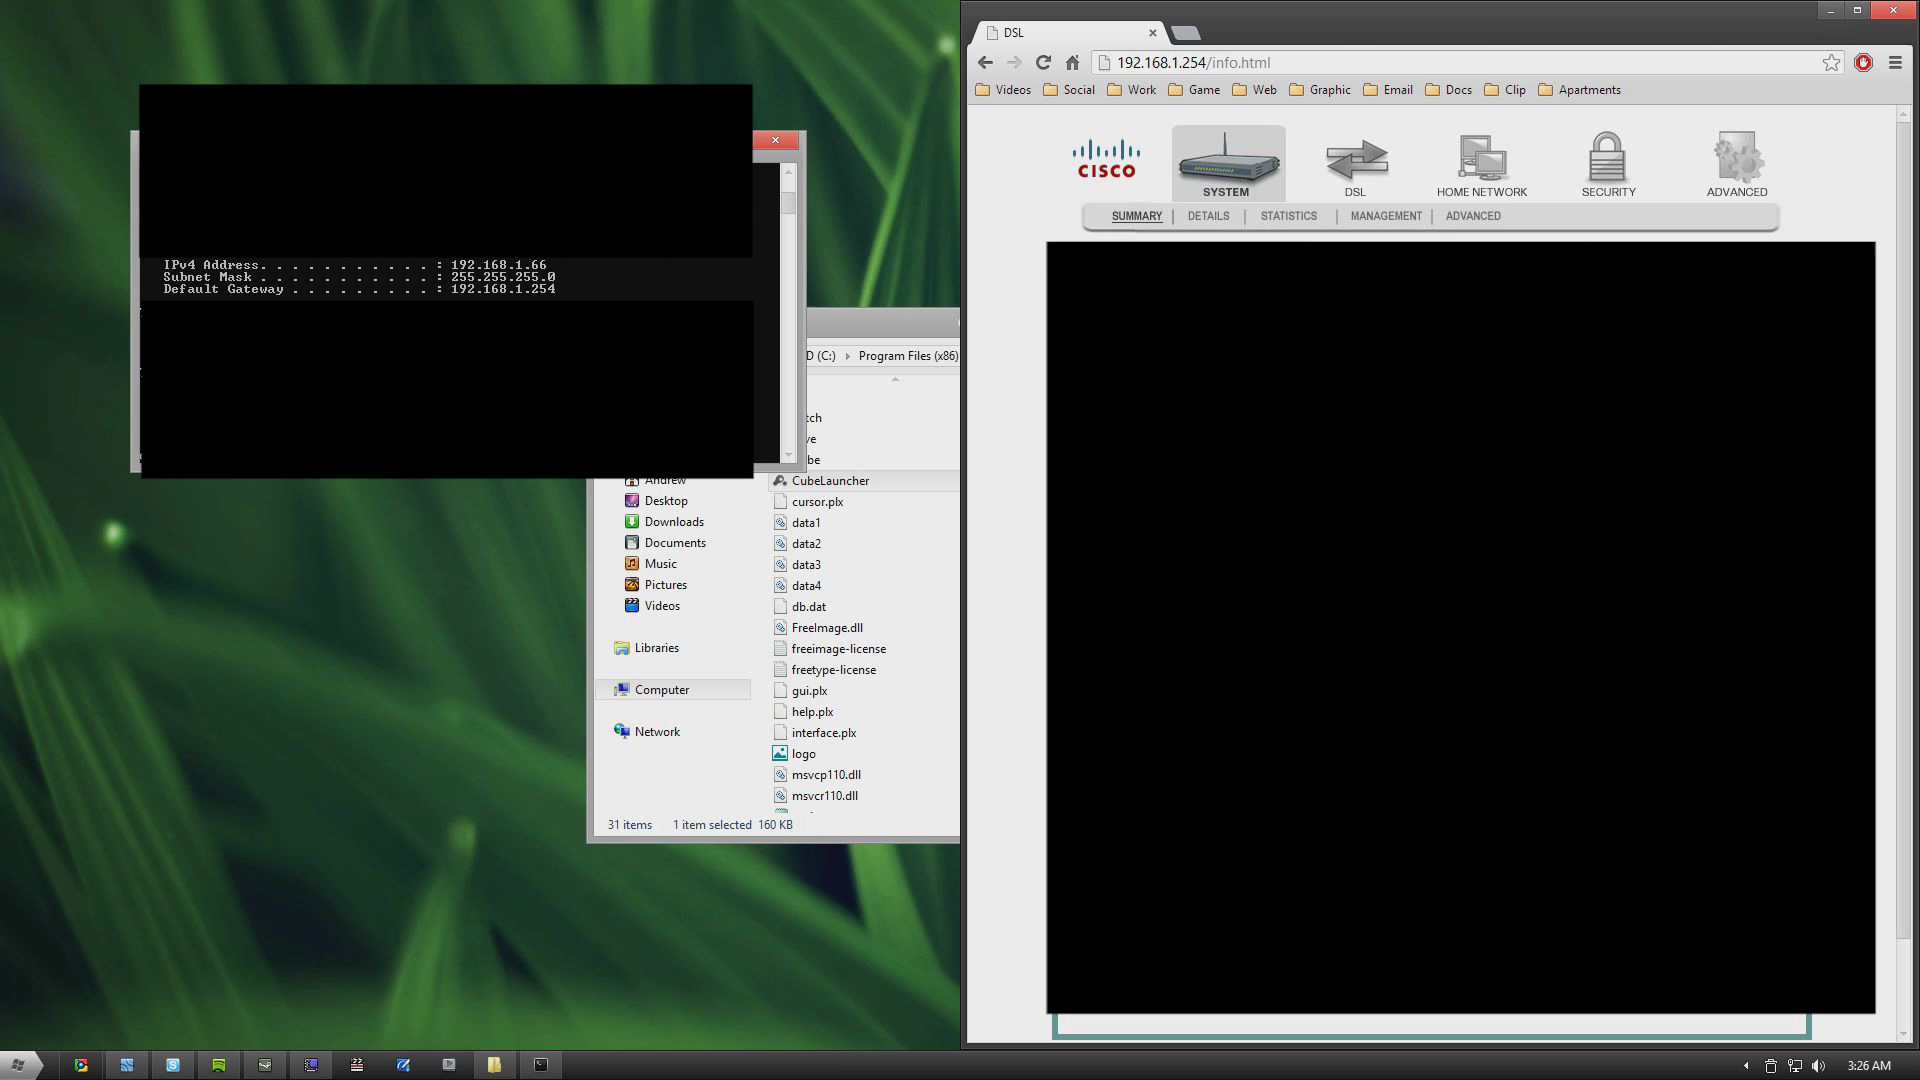 IPv4 Address. . . . . . . . . . . : 192.168.1.66
Subnet Mask . . . . . . . . . . . : 255.255.255.0
Default Gateway . . . . . . . . . : 192.168.1.254
D (C:) Program Files (x86)
tch
ve
be
Andrew
Desktop
Downloads
Documents
Music
Pictures
Videos
Libraries
Computer
Network
CubeLauncher
cursor.plx
data1
data2
data3
data4
db.dat
FreeImage.dll
freeimage-license
freetype-license
gui.plx
help.plx
interface.plx
logo
msvcp110.dll
msvcr110.dll
31 items 1 item selected 160 KB
DSL
192.168.1.254/info.html
Videos Social Work Game Web Graphic Email Docs Clip Apartments
CISCO
SYSTEM DSL HOME NETWORK SECURITY ADVANCED
SUMMARY | DETAILS | STATISTICS | MANAGEMENT | ADVANCED
3:26 AM